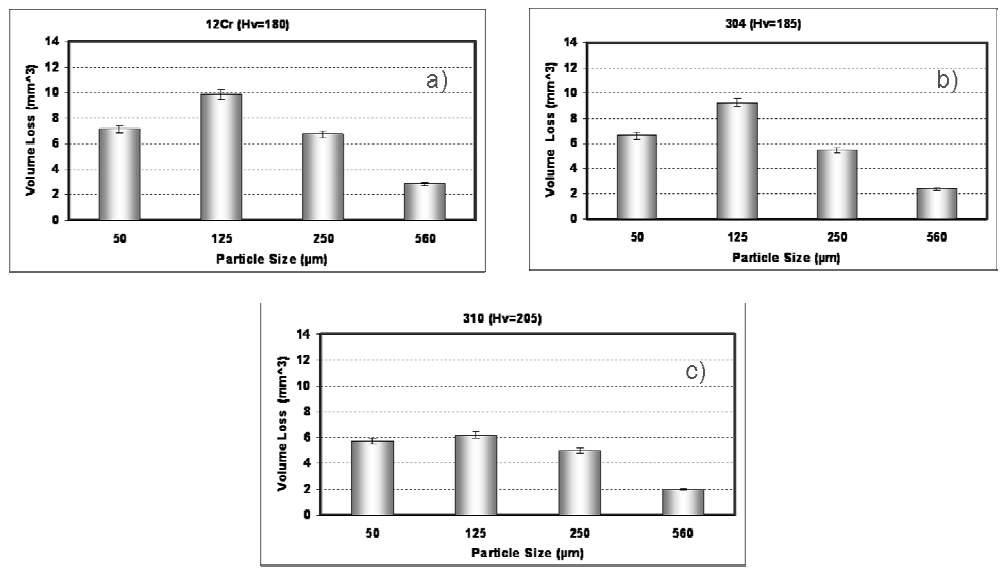 12Cr (Hv=180)
a)
Volume Loss (mm^3)
14
12
10
8
6
4
2
0
50 125 250 560
Particle Size (µm)
304 (Hv=185)
b)
Volume Loss (mm^3)
14
12
10
8
6
4
2
0
50 125 250 560
Particle Size (µm)
310 (Hv=205)
c)
Volume Loss (mm^3)
14
12
10
8
6
4
2
0
50 125 250 560
Particle Size (µm)